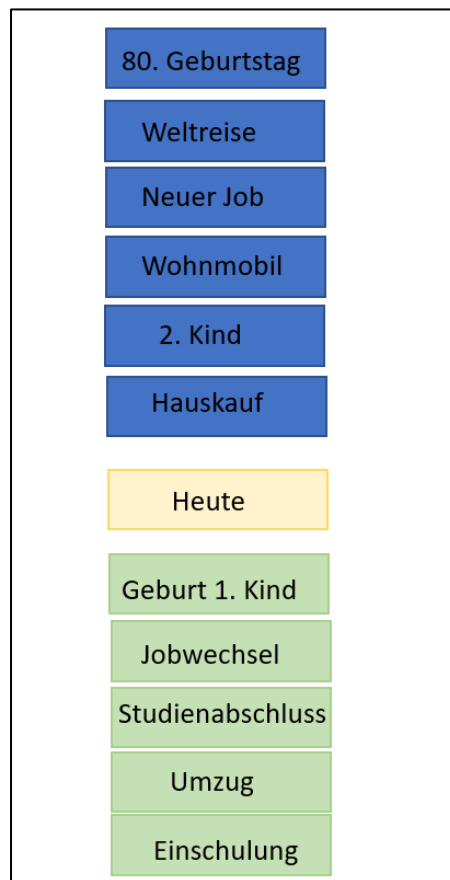 80. Geburtstag
Weltreise
Neuer Job
Wohnmobil
2. Kind
Hauskauf
Heute
Geburt 1. Kind
Jobwechsel
Studienabschluss
Umzug
Einschulung